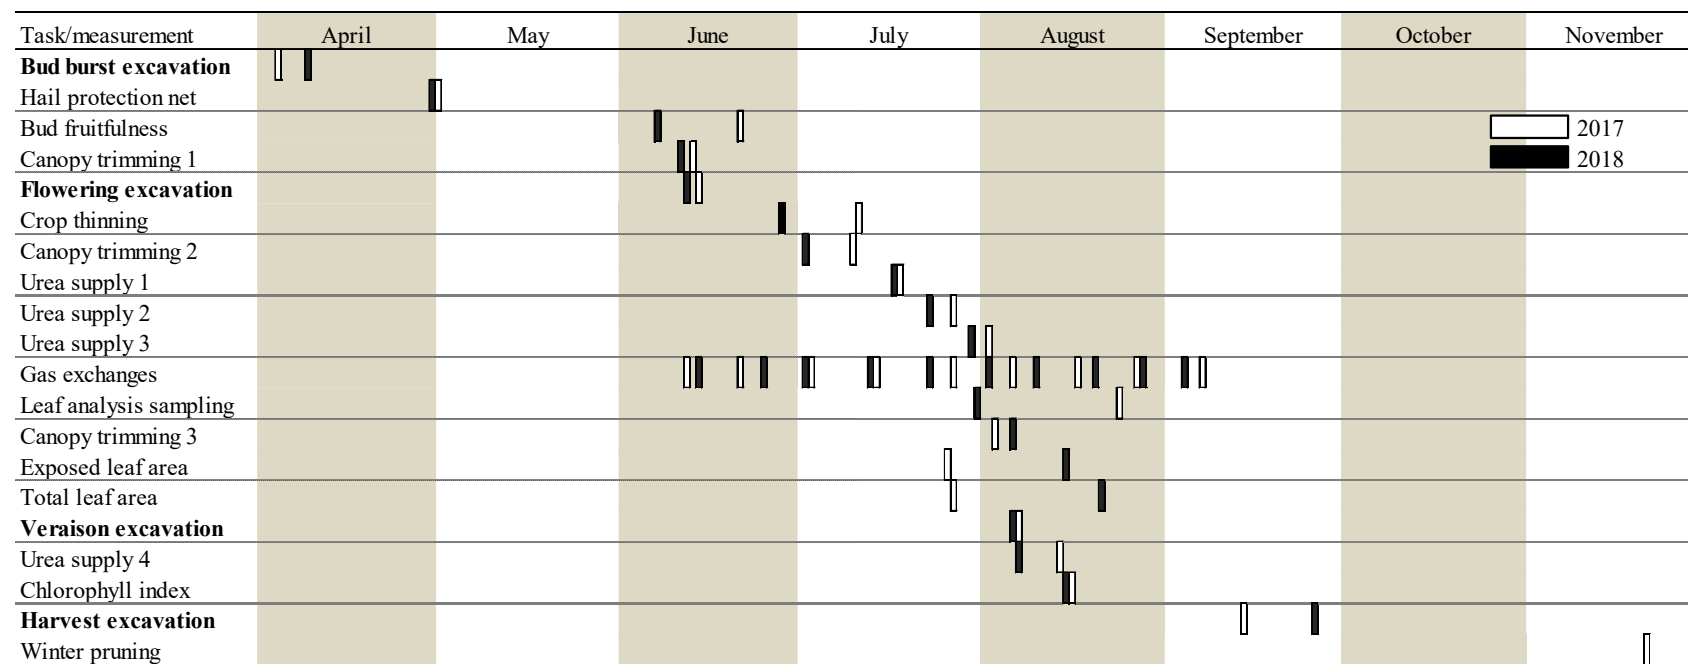 Task/measurement April May June July August September October November
Bud burst excavation
Hail protection net
Bud fruitfulness 2017
Canopy trimming 1 2018
Flowering excavation
Crop thinning
Canopy trimming 2
Urea supply 1
Urea supply 2
Urea supply 3
Gas exchanges
Leaf analysis sampling
Canopy trimming 3
Exposed leaf area
Total leaf area
Veraison excavation
Urea supply 4
Chlorophyll index
Harvest excavation
Winter pruning